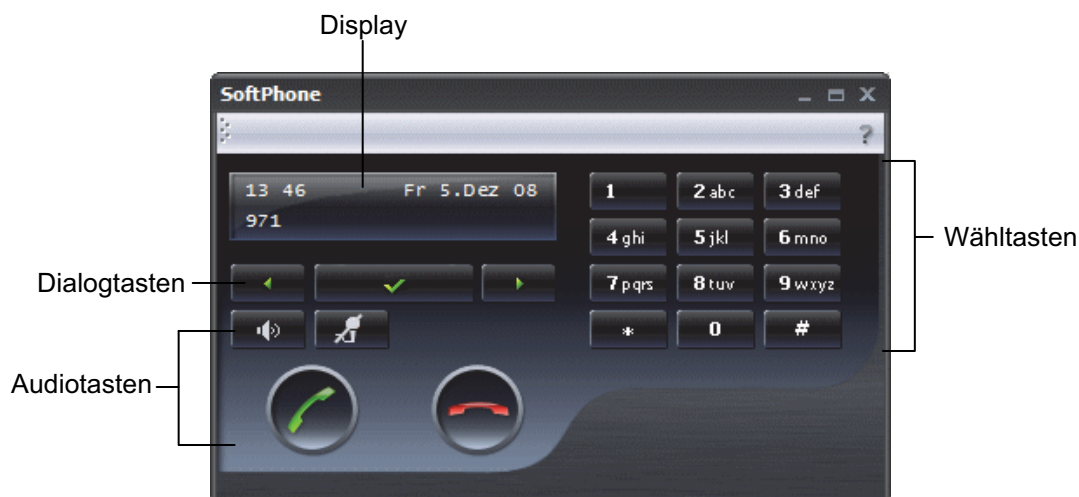 Display
SoftPhone
?
13 46 Fr 5.Dez 08
971
1 2 abc 3 def
4 ghi 5 jkl 6 mno
7 pqrs 8 tuv 9 wxyz
* 0 #
Wähltasten
Dialogtasten
Audiotasten